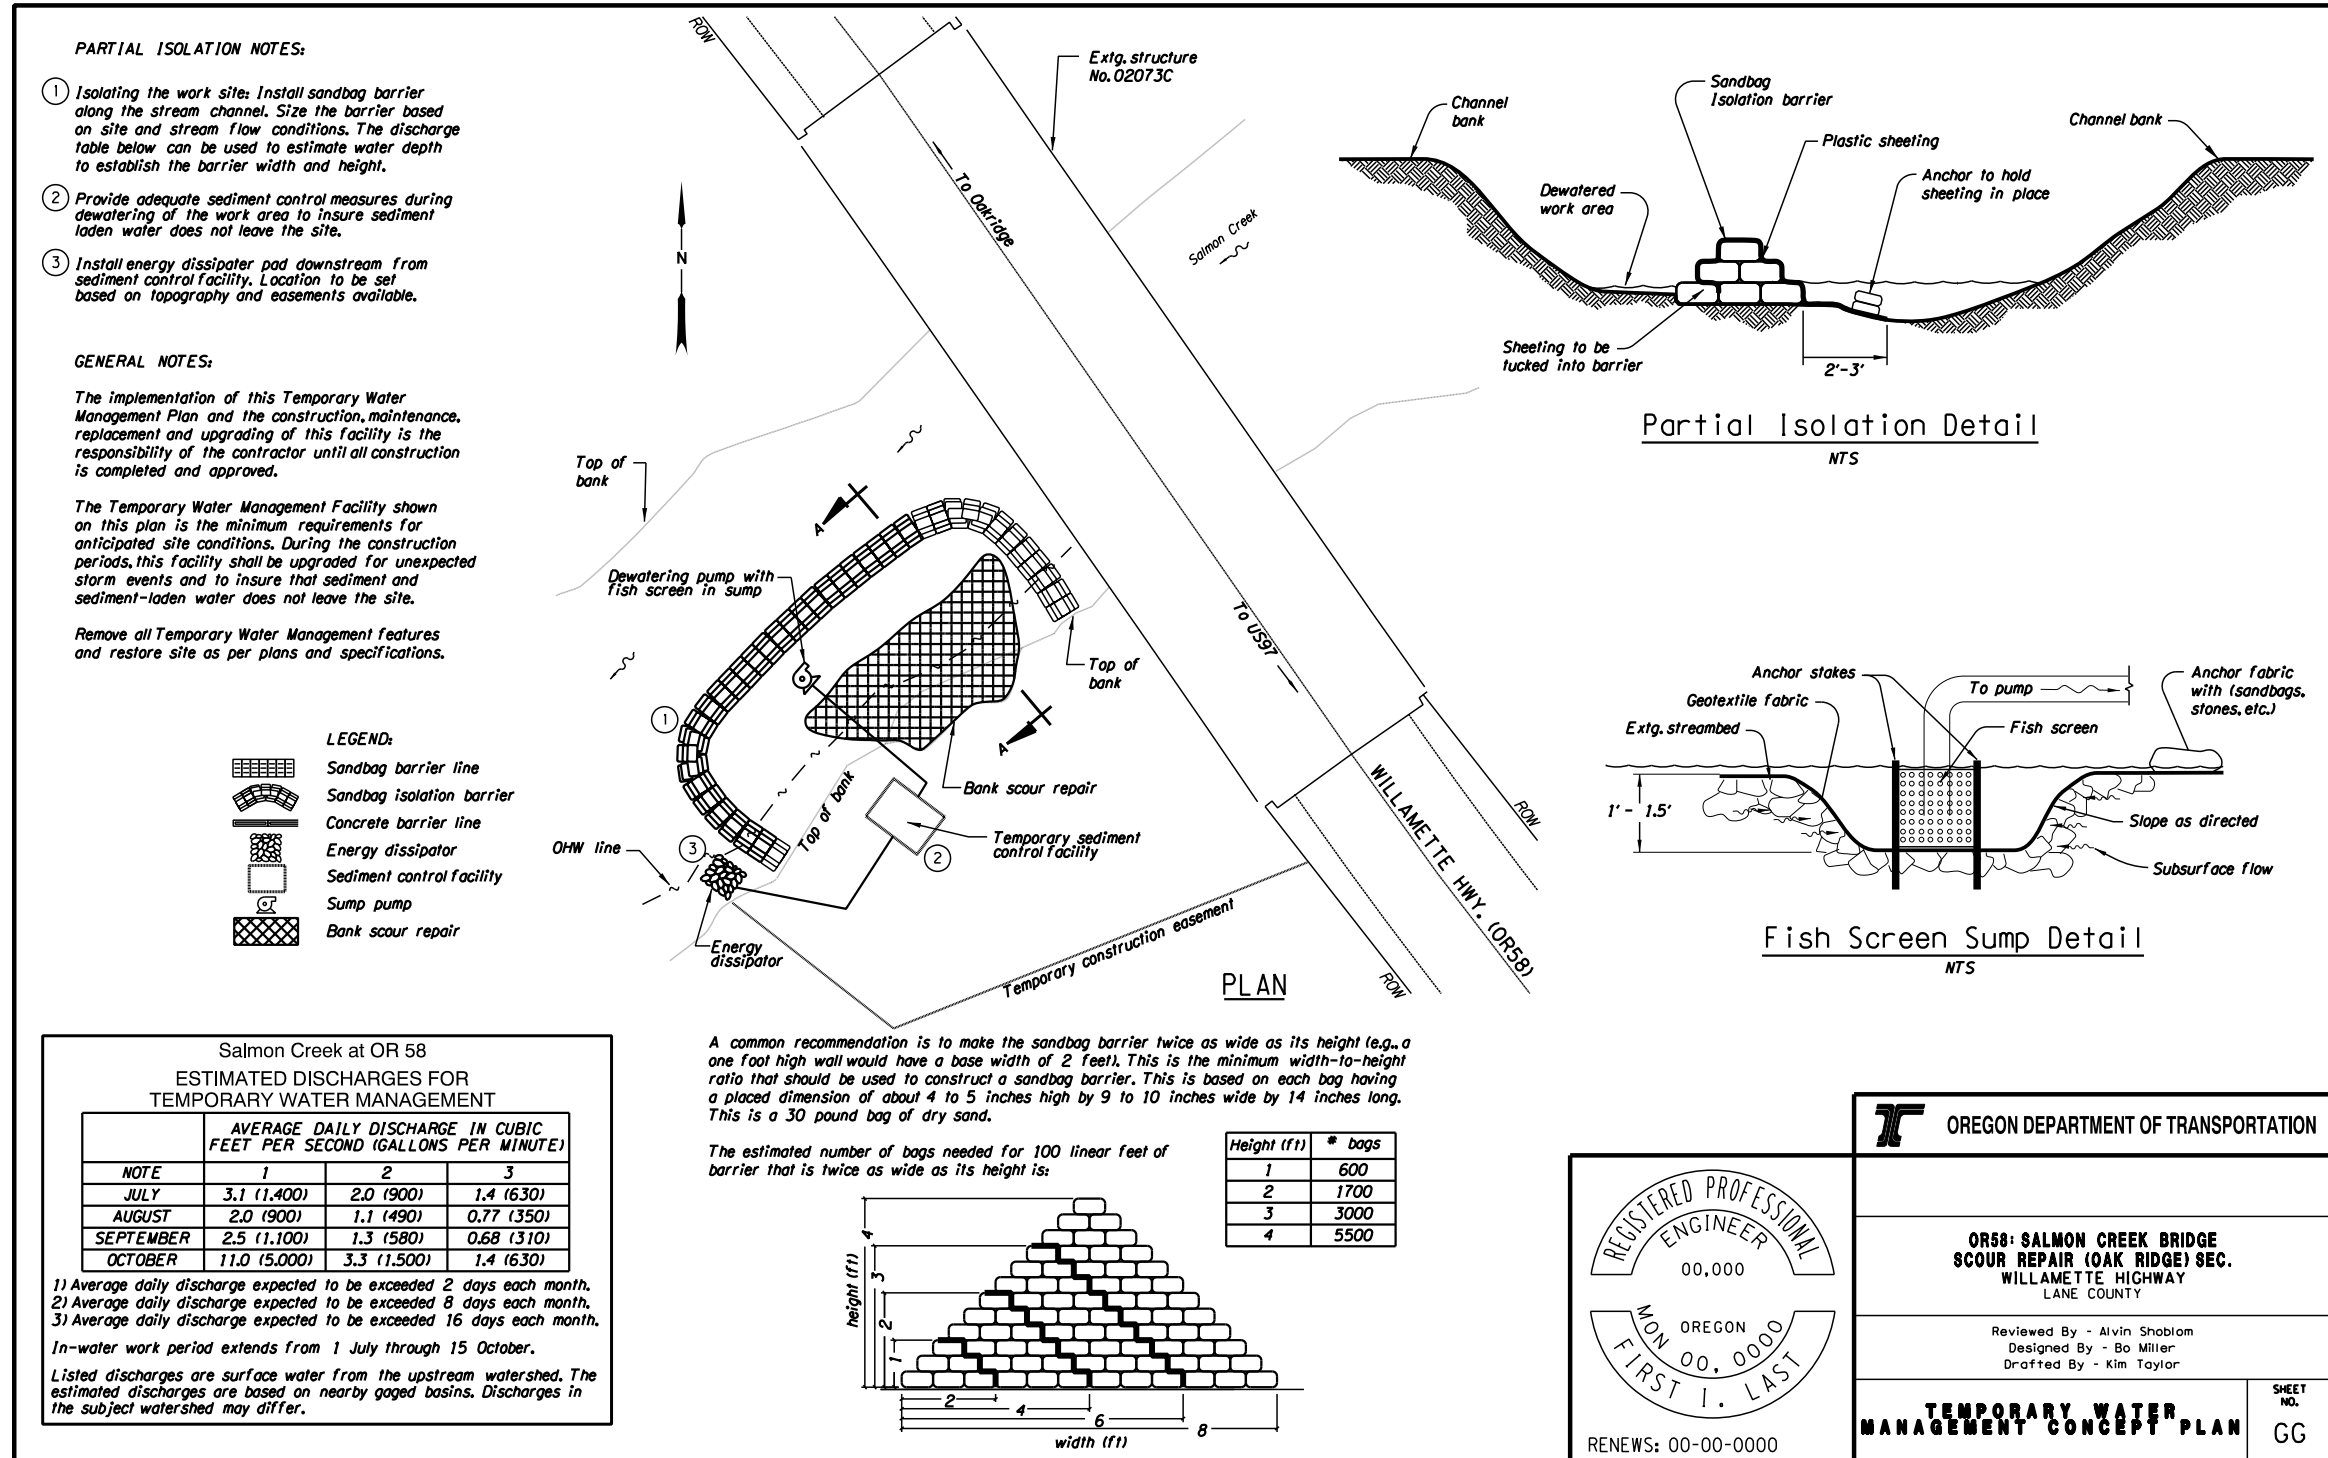 PARTIAL ISOLATION NOTES:
1 Isolating the work site: Install sandbag barrier
along the stream channel. Size the barrier based
on site and stream flow conditions. The discharge
table below can be used to estimate water depth
to establish the barrier width and height.
2 Provide adequate sediment control measures during
dewatering of the work area to insure sediment
laden water does not leave the site.
3 Install energy dissipater pad downstream from
sediment control facility. Location to be set
based on topography and easements available.
GENERAL NOTES:
The implementation of this Temporary Water
Management Plan and the construction, maintenance,
replacement and upgrading of this facility is the
responsibility of the contractor until all construction
is completed and approved.
The Temporary Water Management Facility shown
on this plan is the minimum requirements for
anticipated site conditions. During the construction
periods, this facility shall be upgraded for unexpected
storm events and to insure that sediment and
sediment-laden water does not leave the site.
Remove all Temporary Water Management features
and restore site as per plans and specifications.
LEGEND:
Sandbag barrier line
Sandbag isolation barrier
Concrete barrier line
Energy dissipator
Sediment control facility
Sump pump
Bank scour repair
ROW
Extg. structure
No. 02073C
To Oakridge
Salmon Creek
N
Top of
bank
A
Dewatering pump with
fish screen in sump
To US97
Top of
bank
1
A
Bank scour repair
Top of bank
OHW line
3
Temporary sediment
control facility
2
WILLAMETTE HWY. (OR58)
ROW
Energy
dissipator
Temporary construction easement
ROW
PLAN
Channel
bank
Sandbag
Isolation barrier
Plastic sheeting
Channel bank
Dewatered
work area
Anchor to hold
sheeting in place
Sheeting to be
tucked into barrier
2'-3'
Partial Isolation Detail
NTS
Anchor stakes
Geotextile fabric
Extg. streambed
To pump
Fish screen
Anchor fabric
with (sandbags,
stones, etc.)
1' - 1.5'
Slope as directed
Subsurface flow
Fish Screen Sump Detail
NTS
Salmon Creek at OR 58
ESTIMATED DISCHARGES FOR
TEMPORARY WATER MANAGEMENT
AVERAGE DAILY DISCHARGE IN CUBIC
FEET PER SECOND (GALLONS PER MINUTE)
NOTE 1 2 3
JULY 3.1 (1,400) 2.0 (900) 1.4 (630)
AUGUST 2.0 (900) 1.1 (490) 0.77 (350)
SEPTEMBER 2.5 (1,100) 1.3 (580) 0.68 (310)
OCTOBER 11.0 (5,000) 3.3 (1,500) 1.4 (630)
1) Average daily discharge expected to be exceeded 2 days each month.
2) Average daily discharge expected to be exceeded 8 days each month.
3) Average daily discharge expected to be exceeded 16 days each month.
In-water work period extends from 1 July through 15 October.
Listed discharges are surface water from the upstream watershed. The
estimated discharges are based on nearby gaged basins. Discharges in
the subject watershed may differ.
A common recommendation is to make the sandbag barrier twice as wide as its height (e.g., a
one foot high wall would have a base width of 2 feet). This is the minimum width-to-height
ratio that should be used to construct a sandbag barrier. This is based on each bag having
a placed dimension of about 4 to 5 inches high by 9 to 10 inches wide by 14 inches long.
This is a 30 pound bag of dry sand.
The estimated number of bags needed for 100 linear feet of
barrier that is twice as wide as its height is:
Height (ft) # bags
1 600
2 1700
3 3000
4 5500
height (ft)
4
3
2
1
2
4
6
8
width (ft)
REGISTERED PROFESSIONAL
ENGINEER
00,000
OREGON
MON 00, 0000
FIRST I. LAST
RENEWS: 00-00-0000
OREGON DEPARTMENT OF TRANSPORTATION
OR58: SALMON CREEK BRIDGE
SCOUR REPAIR (OAK RIDGE) SEC.
WILLAMETTE HIGHWAY
LANE COUNTY
Reviewed By - Alvin Shoblom
Designed By - Bo Miller
Drafted By - Kim Taylor
TEMPORARY WATER
MANAGEMENT CONCEPT PLAN
SHEET
NO.
GG